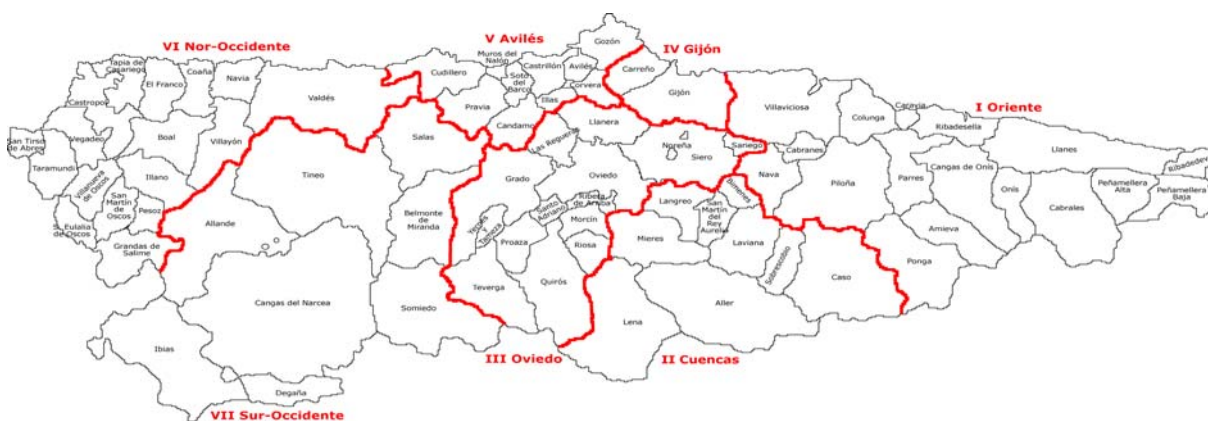 VI Nor-Occidente
V Avilés
IV Gijón
I Oriente
III Oviedo
II Cuencas
VII Sur-Occidente
Tapia de
Casariego
El Franco
Coaña
Navia
Castropol
Vegadeo
San Tirso
de Abres
Taramundi
Villanueva
de Oscos
Boal
Villayón
Illano
San
Martín
de
Oscos
Pesoz
S. Eulalia
de Oscos
Grandas de
Salime
Valdés
Cudillero
Muros del
Nalón
Soto
del
Barco
Castrillón
Avilés
Gozón
Corvera
Illas
Pravia
Candamo
Carreño
Gijón
Salas
Tineo
Allande
Belmonte
de
Miranda
Cangas del Narcea
Somiedo
Ibias
Degaña
Llanera
Las Regueras
Noreña
Siero
Grado
Oviedo
Santo
Adriano
Ribera
de Arriba
Yernes
y
Tameza
Proaza
Morcín
Riosa
Teverga
Quirós
Langreo
San
Martín
del
Rey
Aurelio
Bimenes
Mieres
Laviana
Sobrescobio
Caso
Aller
Lena
Villaviciosa
Sariego
Cabranes
Nava
Colunga
Caravia
Ribadesella
Piloña
Parres
Cangas de Onís
Llanes
Onís
Cabrales
Peñamellera
Alta
Peñamellera
Baja
Ribadedeva
Amieva
Ponga